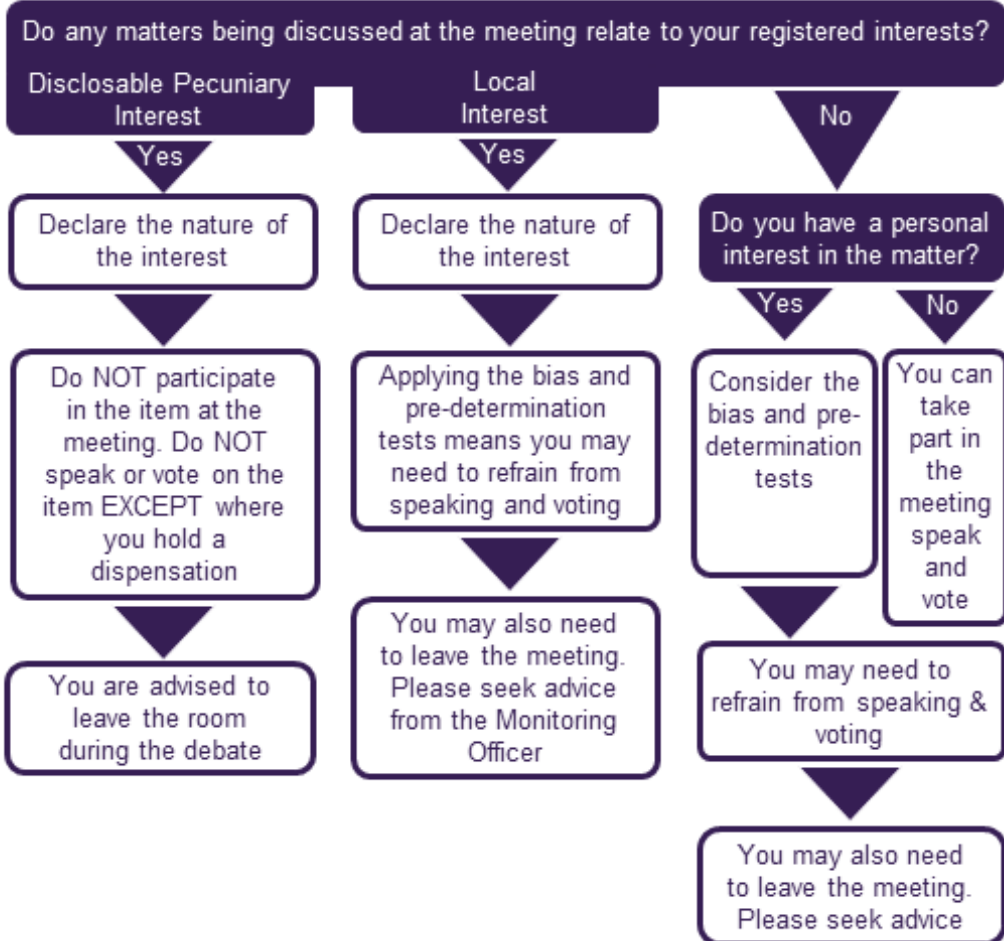 Do any matters being discussed at the meeting relate to your registered interests?
Disclosable Pecuniary
Interest
Yes
Declare the nature of
the interest
Do NOT participate
in the item at the
meeting. Do NOT
speak or vote on the
item EXCEPT where
you hold a
dispensation
You are advised to
leave the room
during the debate
Local
Interest
Yes
Declare the nature of
the interest
Applying the bias and
pre-determination
tests means you may
need to refrain from
speaking and voting
You may also need
to leave the meeting.
Please seek advice
from the Monitoring
Officer
No
Do you have a personal
interest in the matter?
Yes
Consider the
bias and pre-
determination
tests
You may need to
refrain from speaking &
voting
You may also need
to leave the meeting.
Please seek advice
No
You can
take
part in
the
meeting
speak
and
vote